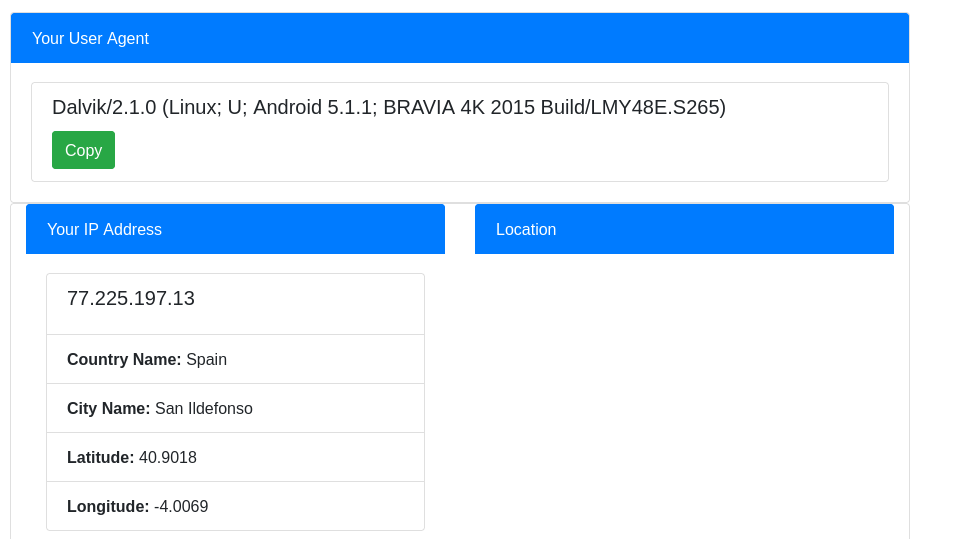 Your User Agent
Dalvik/2.1.0 (Linux; U; Android 5.1.1; BRAVIA 4K 2015 Build/LMY48E.S265)
Copy
Your IP Address
Location
77.225.197.13
Country Name: Spain
City Name: San Ildefonso
Latitude: 40.9018
Longitude: -4.0069